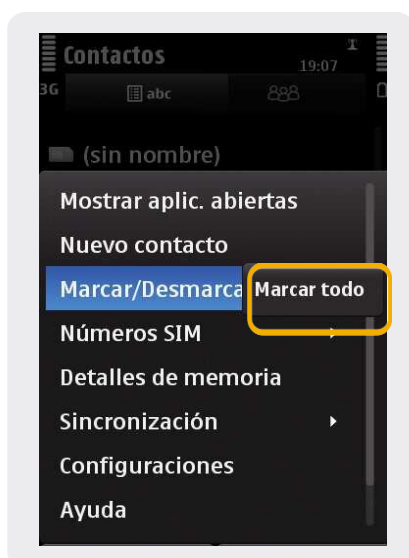 Contactos
19:07
3G
abc
(sin nombre)
Mostrar aplic. abiertas
Nuevo contacto
Marcar/Desmarca
Marcar todo
Números SIM
Detalles de memoria
Sincronización
Configuraciones
Ayuda